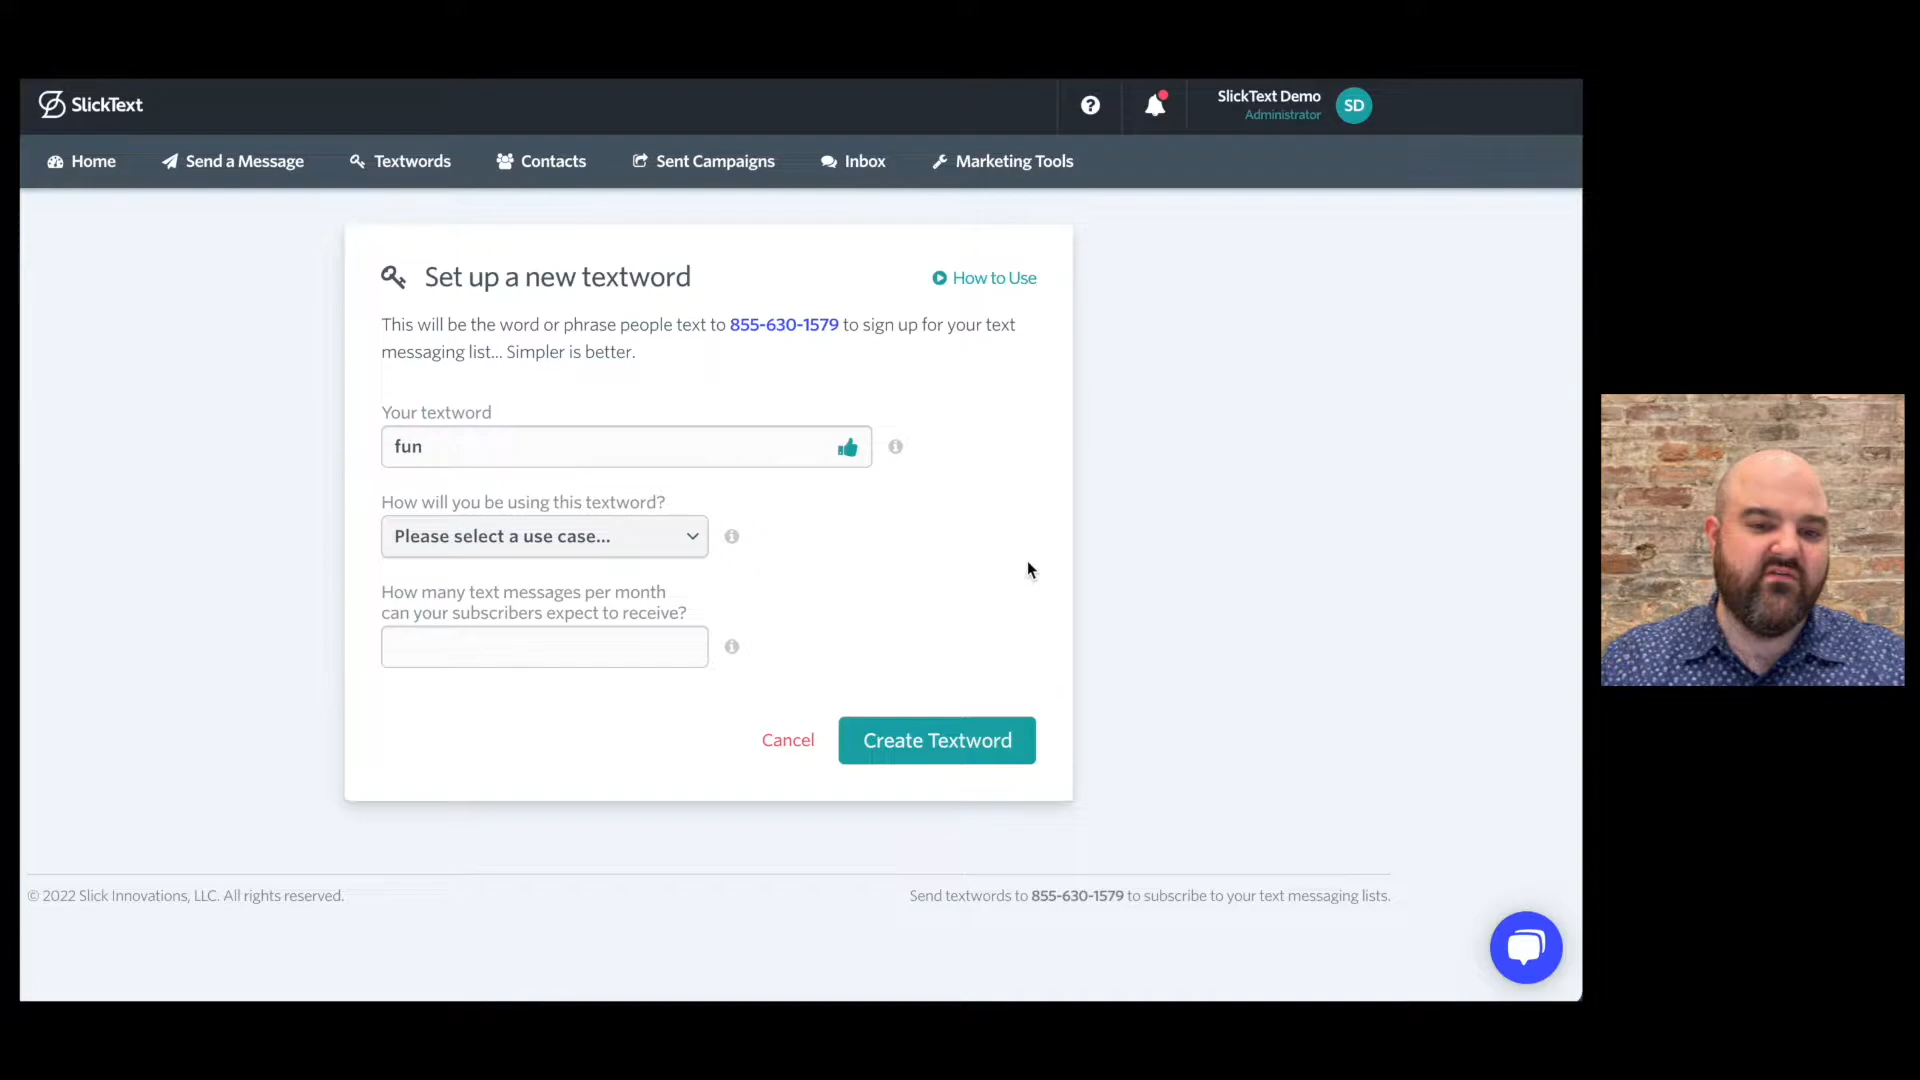 SlickText
SlickText Demo
Administrator
SD
Home
Send a Message
Textwords
Contacts
Sent Campaigns
Inbox
Marketing Tools
Set up a new textword
How to Use
This will be the word or phrase people text to 855-630-1579 to sign up for your text
messaging list... Simpler is better.
Your textword
fun
How will you be using this textword?
Please select a use case...
How many text messages per month
can your subscribers expect to receive?
Cancel
Create Textword
© 2022 Slick Innovations, LLC. All rights reserved.
Send textwords to 855-630-1579 to subscribe to your text messaging lists.